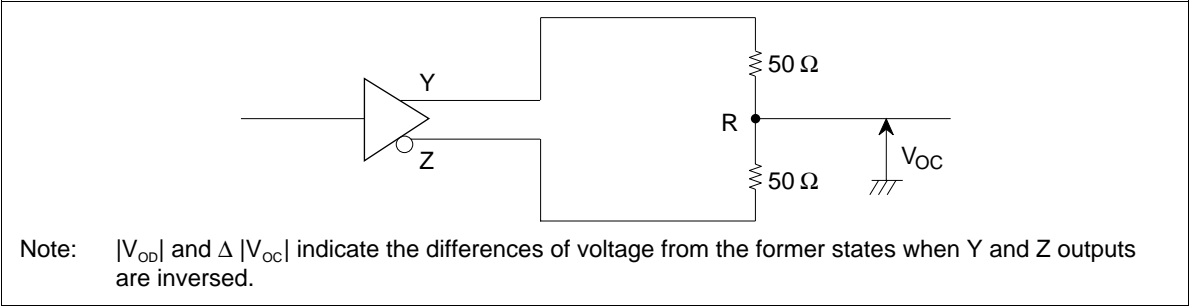 50 Ω
Y
R
V_OC
Z
50 Ω
Note: |V_OD| and Δ |V_OC| indicate the differences of voltage from the former states when Y and Z outputs
are inversed.